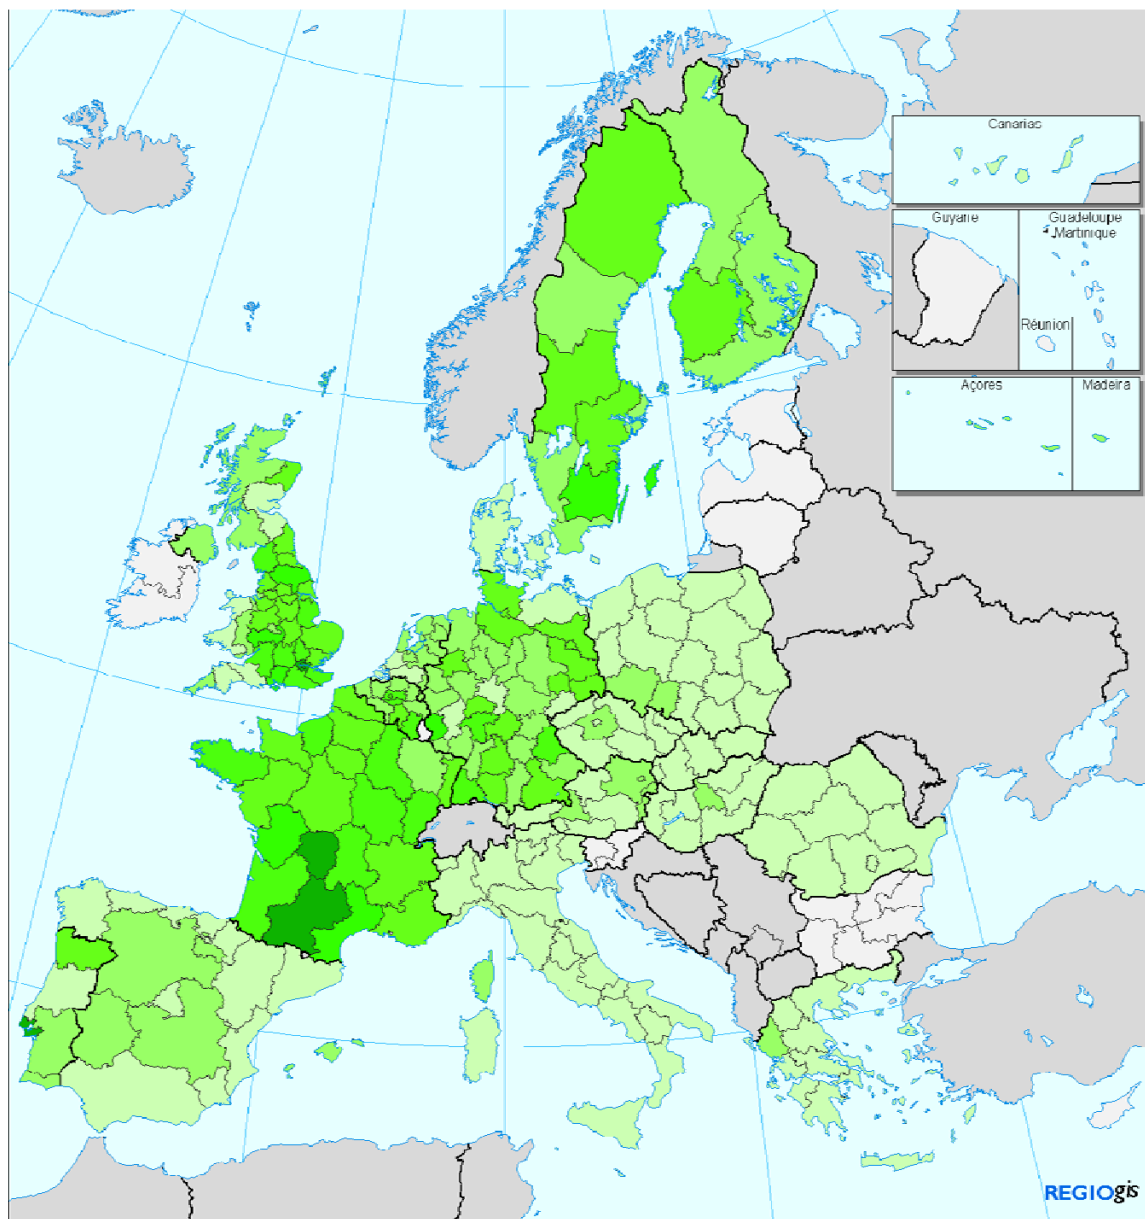 Canarias
Guyane
Guadeloupe
Martinique
Réunion
Açores
Madeira
REGIOgis